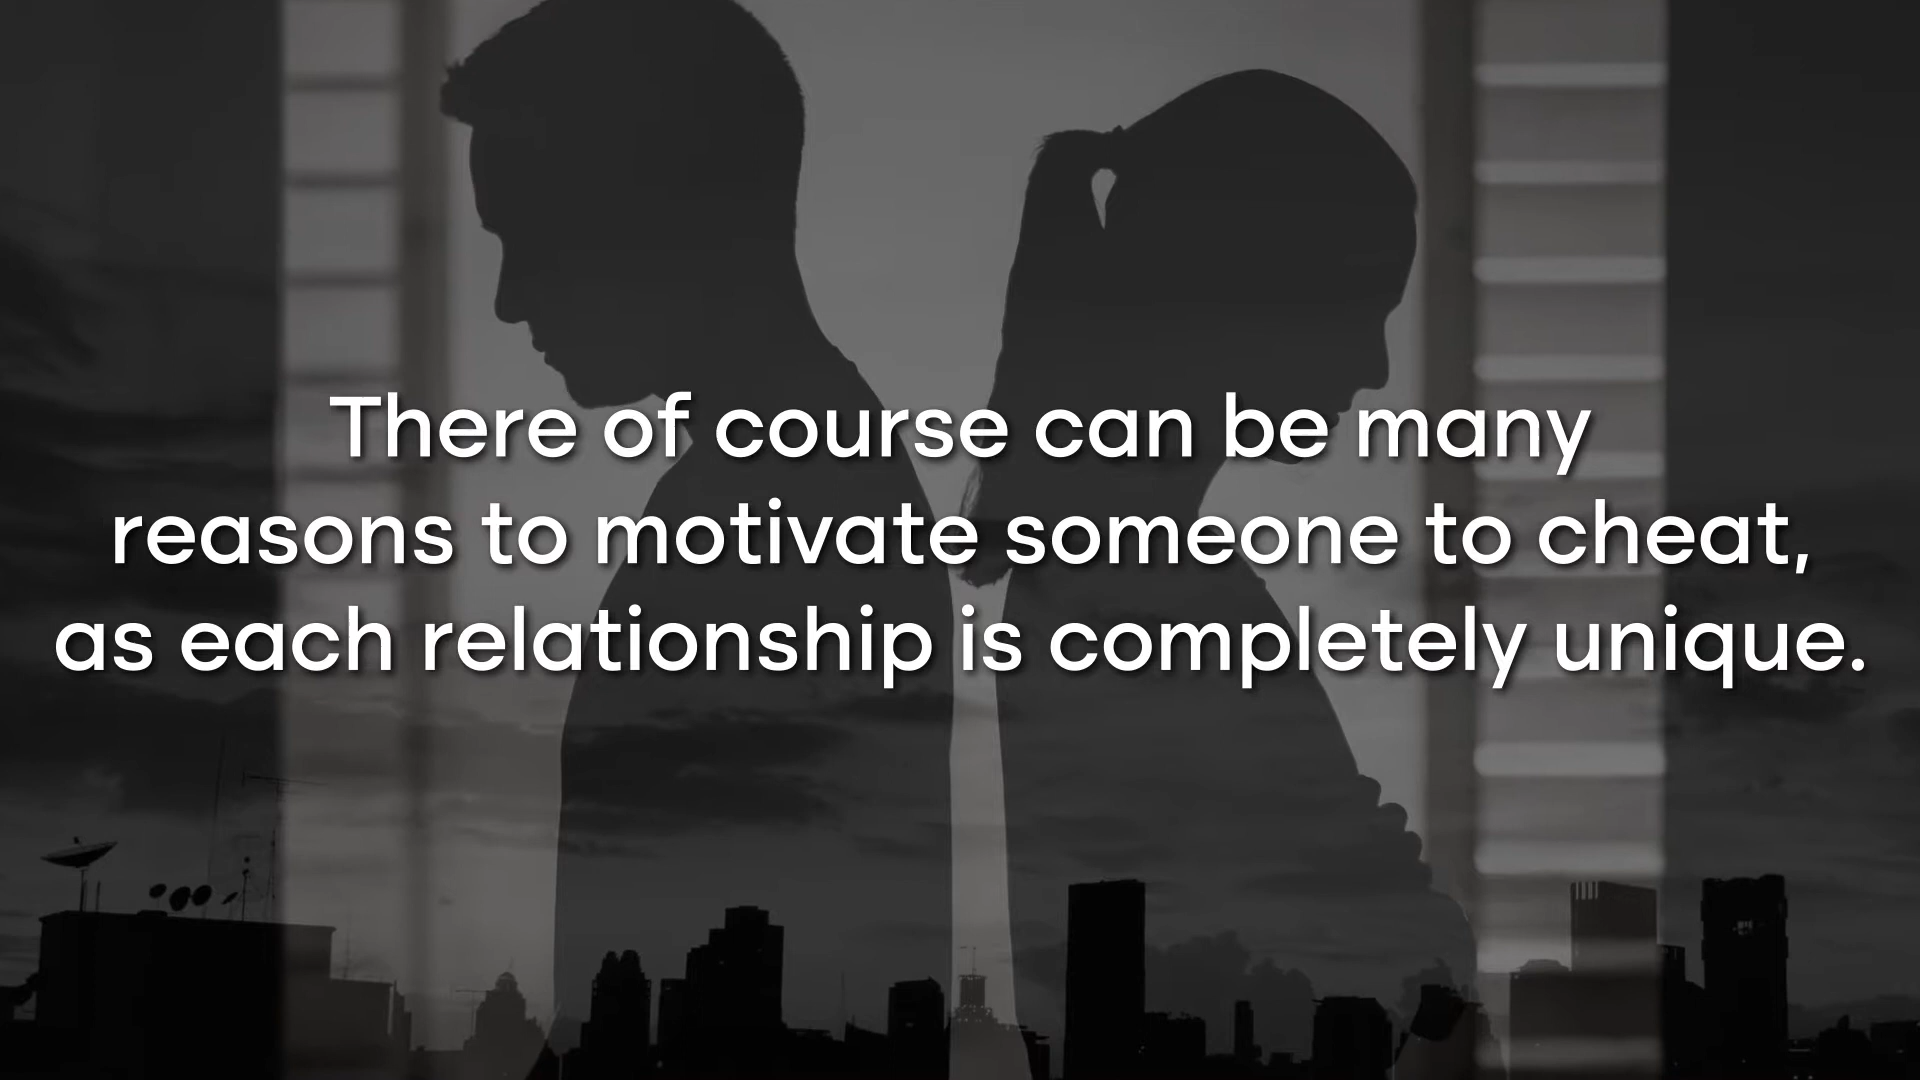 There of course can be many
reasons to motivate someone to cheat,
as each relationship is completely unique.